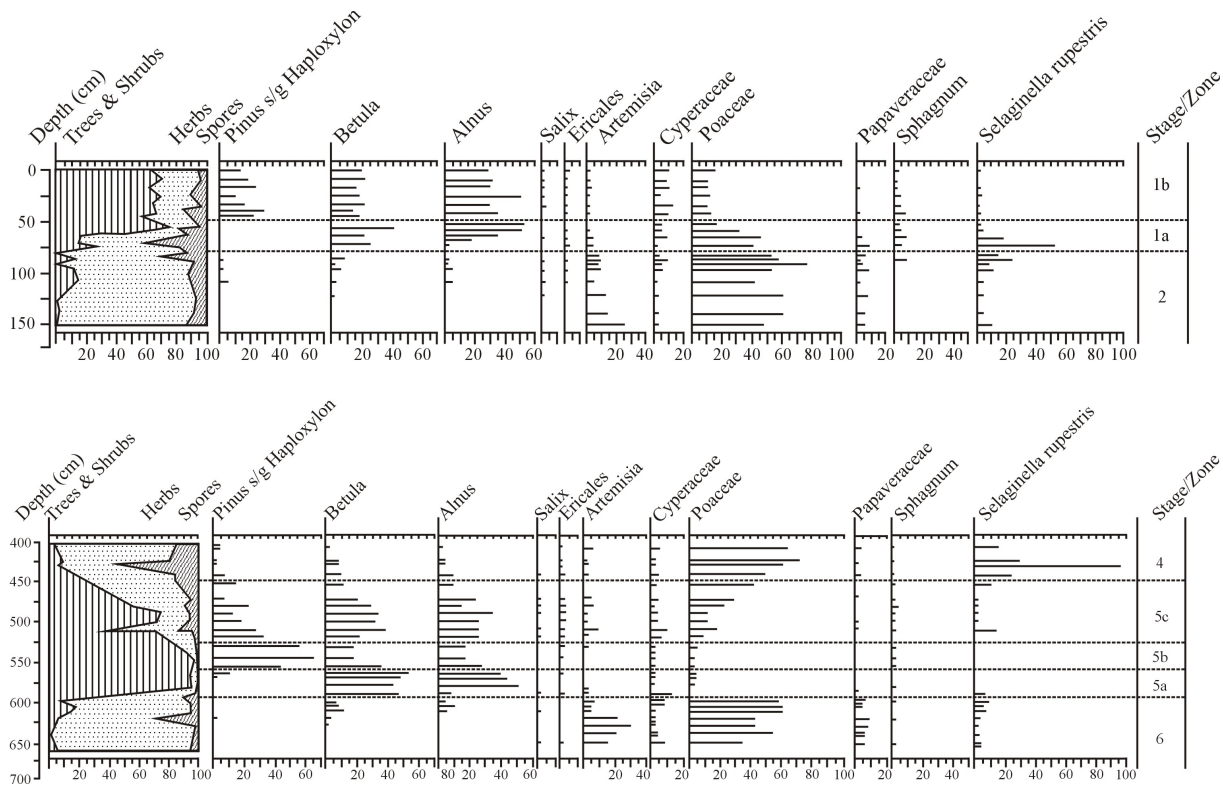 Depth (cm)
Trees & Shrubs
Herbs
Spores
Pinus s/g Haploxylon
Betula
Alnus
Salix
Ericales
Artemisia
Cyperaceae
Poaceae
Papaveraceae
Sphagnum
Selaginella rupestris
Stage/Zone
0
50
100
150
1b
1a
2
20 40 60 80 100 20 40 60 20 40 60 20 40 60 20 40 20 20 40 60 80 100 20 20 40 20 40 60 80 100
Depth (cm)
Trees & Shrubs
Herbs
Spores
Pinus s/g Haploxylon
Betula
Alnus
Salix
Ericales
Artemisia
Cyperaceae
Poaceae
Papaveraceae
Sphagnum
Selaginella rupestris
Stage/Zone
400
450
500
550
600
650
700
4
5c
5b
5a
6
20 40 60 80 100 20 40 60 20 40 60 80 20 40 60 20 40 20 20 40 60 80 100 20 20 40 20 40 60 80 100